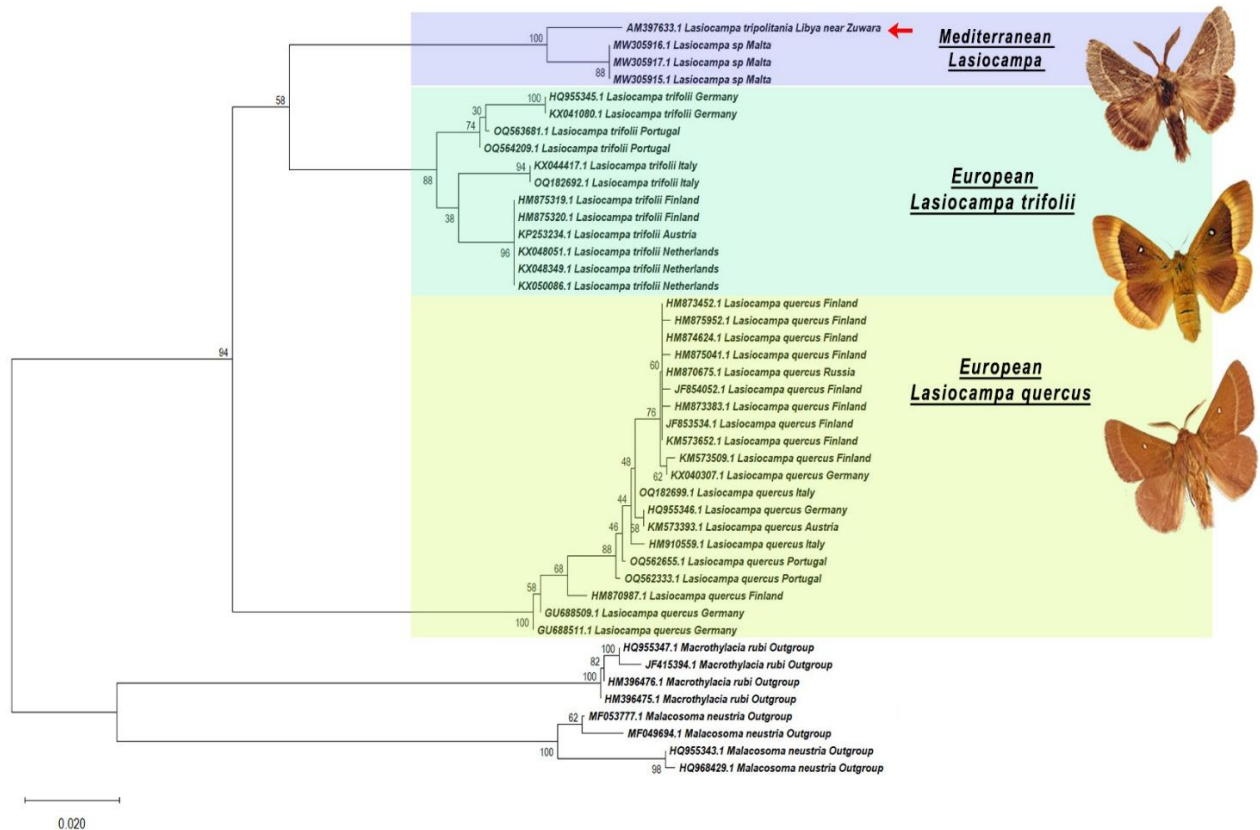 AM397633.1 Lasiocampa tripolitania Libya near Zuwara
100
MW305916.1 Lasiocampa sp Malta
MW305917.1 Lasiocampa sp Malta
88
MW305915.1 Lasiocampa sp Malta
Mediterranean
Lasiocampa
58
HQ955345.1 Lasiocampa trifolii Germany
100
30
KX041080.1 Lasiocampa trifolii Germany
74
OQ563681.1 Lasiocampa trifolii Portugal
OQ564209.1 Lasiocampa trifolii Portugal
88
94
KX044417.1 Lasiocampa trifolii Italy
OQ182692.1 Lasiocampa trifolii Italy
38
HM875319.1 Lasiocampa trifolii Finland
HM875320.1 Lasiocampa trifolii Finland
KP253234.1 Lasiocampa trifolii Austria
96
KX048051.1 Lasiocampa trifolii Netherlands
KX048349.1 Lasiocampa trifolii Netherlands
KX050086.1 Lasiocampa trifolii Netherlands
European
Lasiocampa trifolii
94
HM873452.1 Lasiocampa quercus Finland
HM875952.1 Lasiocampa quercus Finland
HM874624.1 Lasiocampa quercus Finland
HM875041.1 Lasiocampa quercus Finland
60
HM870675.1 Lasiocampa quercus Russia
JF854052.1 Lasiocampa quercus Finland
HM873383.1 Lasiocampa quercus Finland
76
JF853534.1 Lasiocampa quercus Finland
KM573652.1 Lasiocampa quercus Finland
KM573509.1 Lasiocampa quercus Finland
48
62
KX040307.1 Lasiocampa quercus Germany
OQ182699.1 Lasiocampa quercus Italy
44
HQ955346.1 Lasiocampa quercus Germany
58
KM573393.1 Lasiocampa quercus Austria
46
HM910559.1 Lasiocampa quercus Italy
88
OQ562655.1 Lasiocampa quercus Portugal
68
OQ562333.1 Lasiocampa quercus Portugal
58
HM870987.1 Lasiocampa quercus Finland
GU688509.1 Lasiocampa quercus Germany
100
GU688511.1 Lasiocampa quercus Germany
European
Lasiocampa quercus
100
HQ955347.1 Macrothylacia rubi Outgroup
82
JF415394.1 Macrothylacia rubi Outgroup
100
HM396476.1 Macrothylacia rubi Outgroup
HM396475.1 Macrothylacia rubi Outgroup
62
MF053777.1 Malacosoma neustria Outgroup
MF049694.1 Malacosoma neustria Outgroup
100
HQ955343.1 Malacosoma neustria Outgroup
98
HQ968429.1 Malacosoma neustria Outgroup
0.020